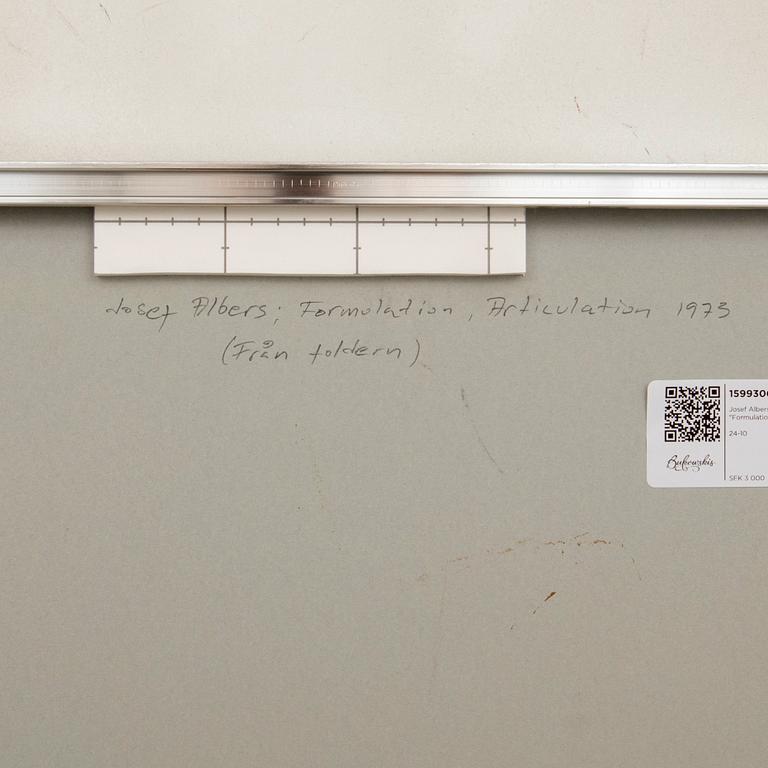 Josef Albers; Formulation, Articulation 1973
(Från foldern)
Josef Albers
"Formulatio
24-10
Bukowskis
SEK 3 000